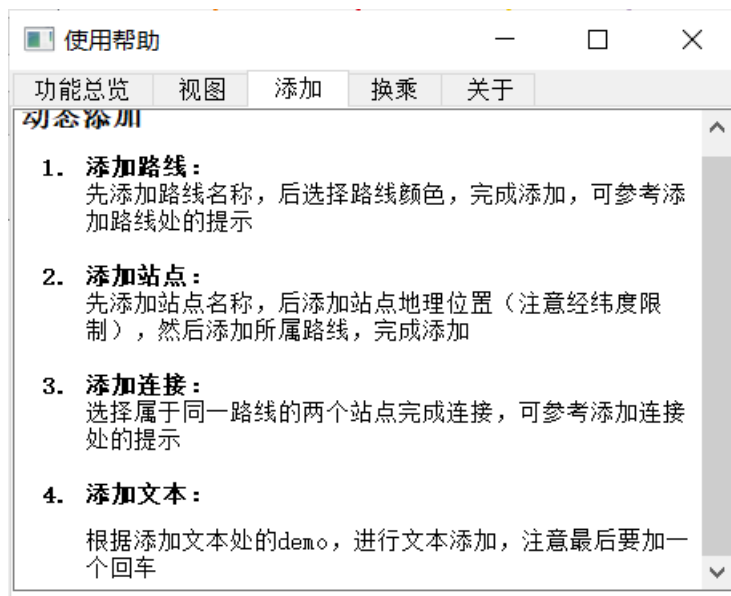 使用帮助
功能总览 视图 添加 换乘 关于
动态添加
1. 添加路线：
先添加路线名称，后选择路线颜色，完成添加，可参考添
加路线处的提示
2. 添加站点：
先添加站点名称，后添加站点地理位置（注意经纬度限
制），然后添加所属路线，完成添加
3. 添加连接：
选择属于同一路线的两个站点完成连接，可参考添加连接
处的提示
4. 添加文本：
根据添加文本处的demo，进行文本添加，注意最后要加一
个回车